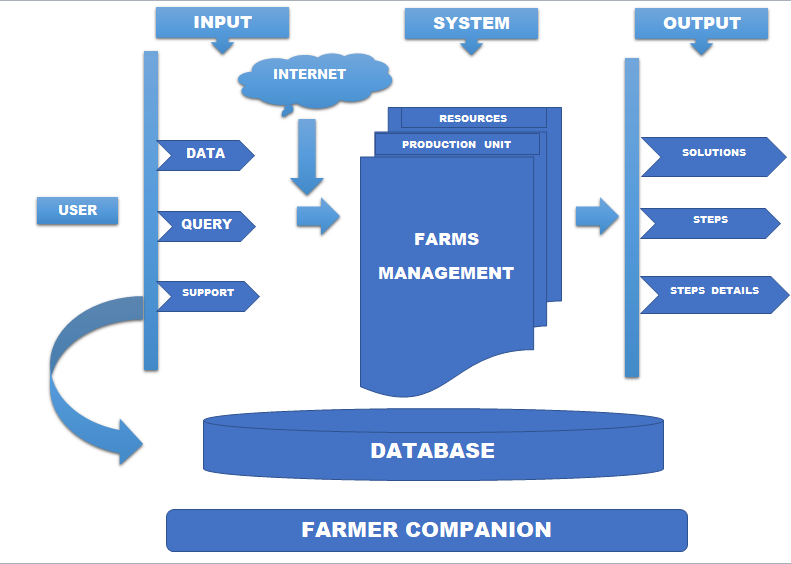 INPUT
SYSTEM
OUTPUT
INTERNET
RESOURCES
PRODUCTION UNIT
DATA
SOLUTIONS
USER
QUERY
STEPS
FARMS
MANAGEMENT
SUPPORT
STEPS DETAILS
DATABASE
FARMER COMPANION